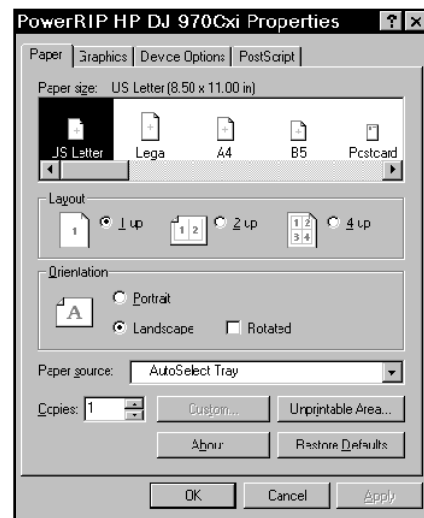 PowerRIP HP DJ 970Cxi Properties ? ×
Paper Graphics Device Options PostScript
Paper size: US Letter (8.50 x 11.00 in)
US Letter Legal A4 B5 Postcard
Layout
1 1 up 1 2 2 up 1 2 3 4 4 up
Orientation
A Portrait
Landscape Rotated
Paper source: AutoSelect Tray
Copies: 1 Custom... Unprintable Area...
About Restore Defaults
OK Cancel Apply